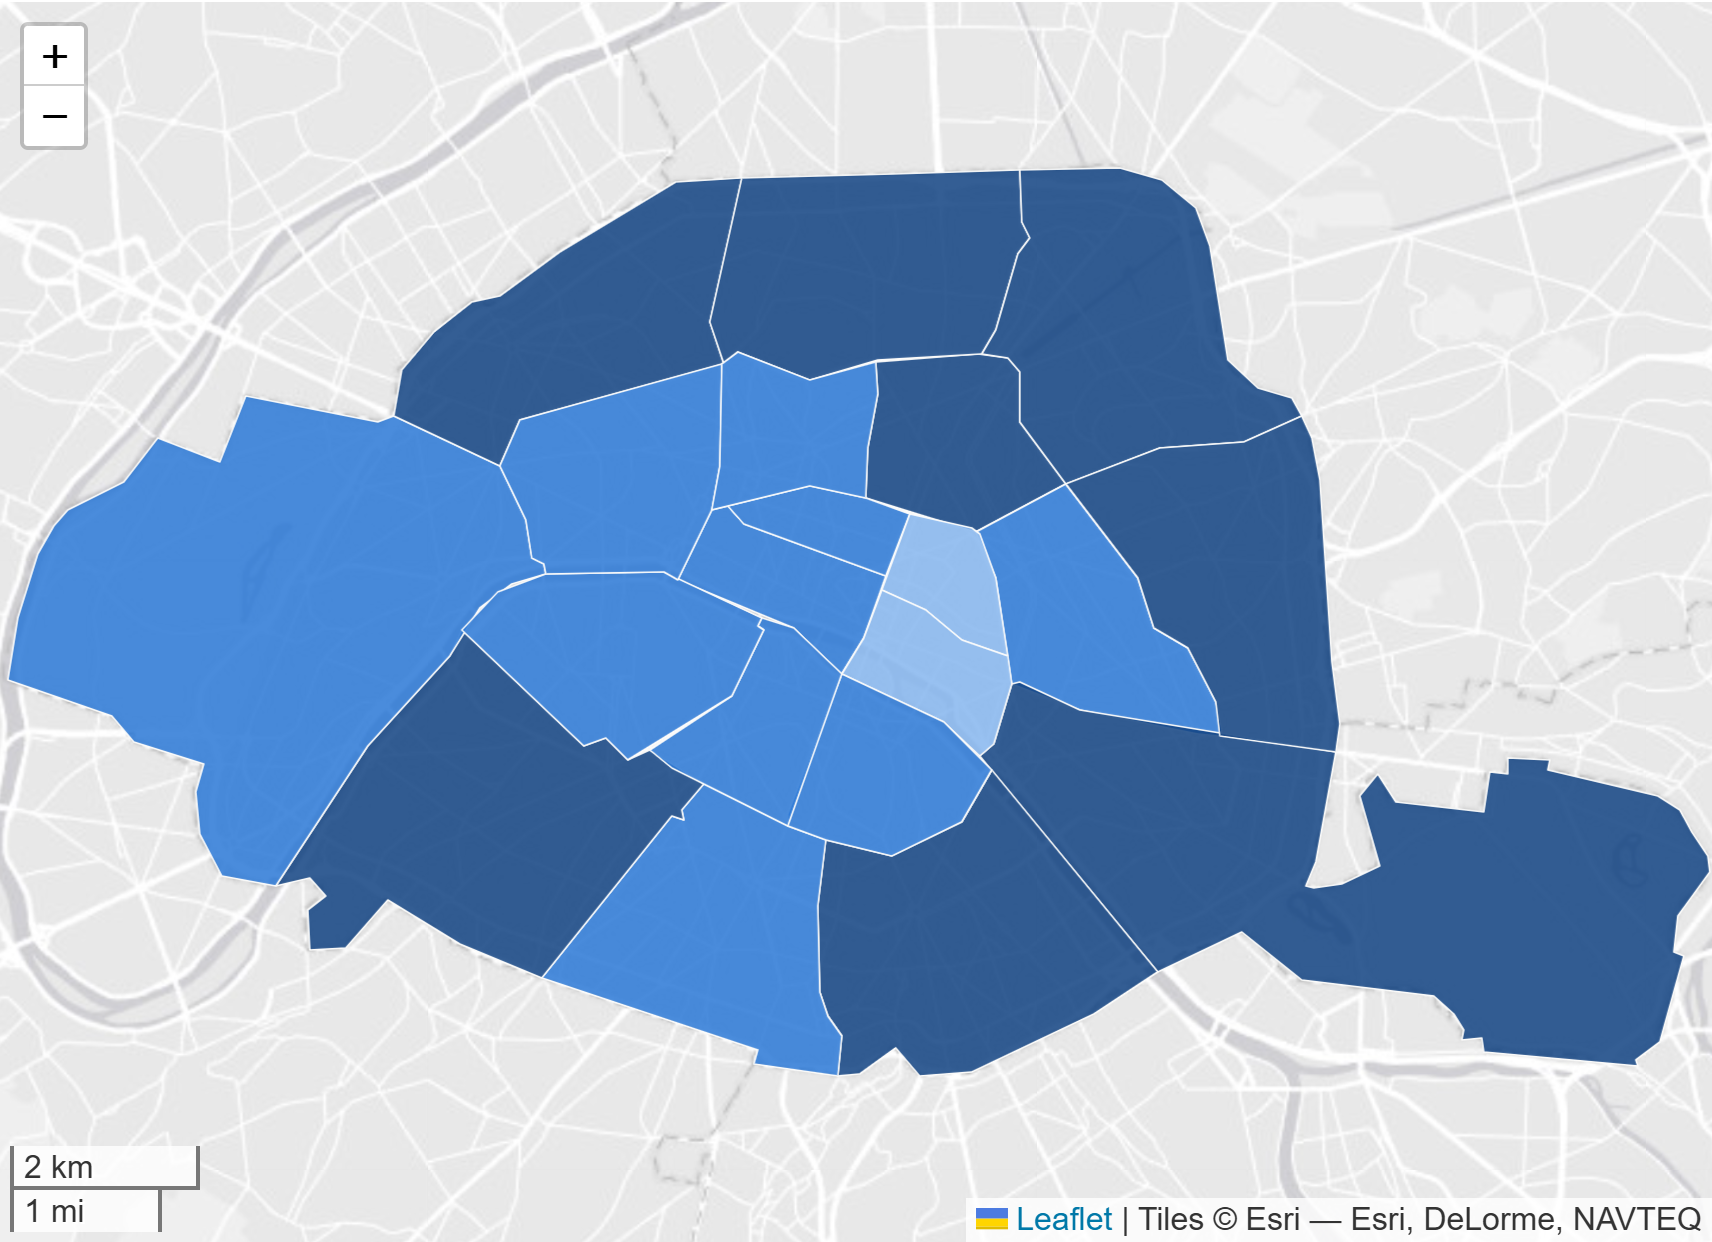 +
−
2 km
1 mi
Leaflet | Tiles © Esri — Esri, DeLorme, NAVTEQ